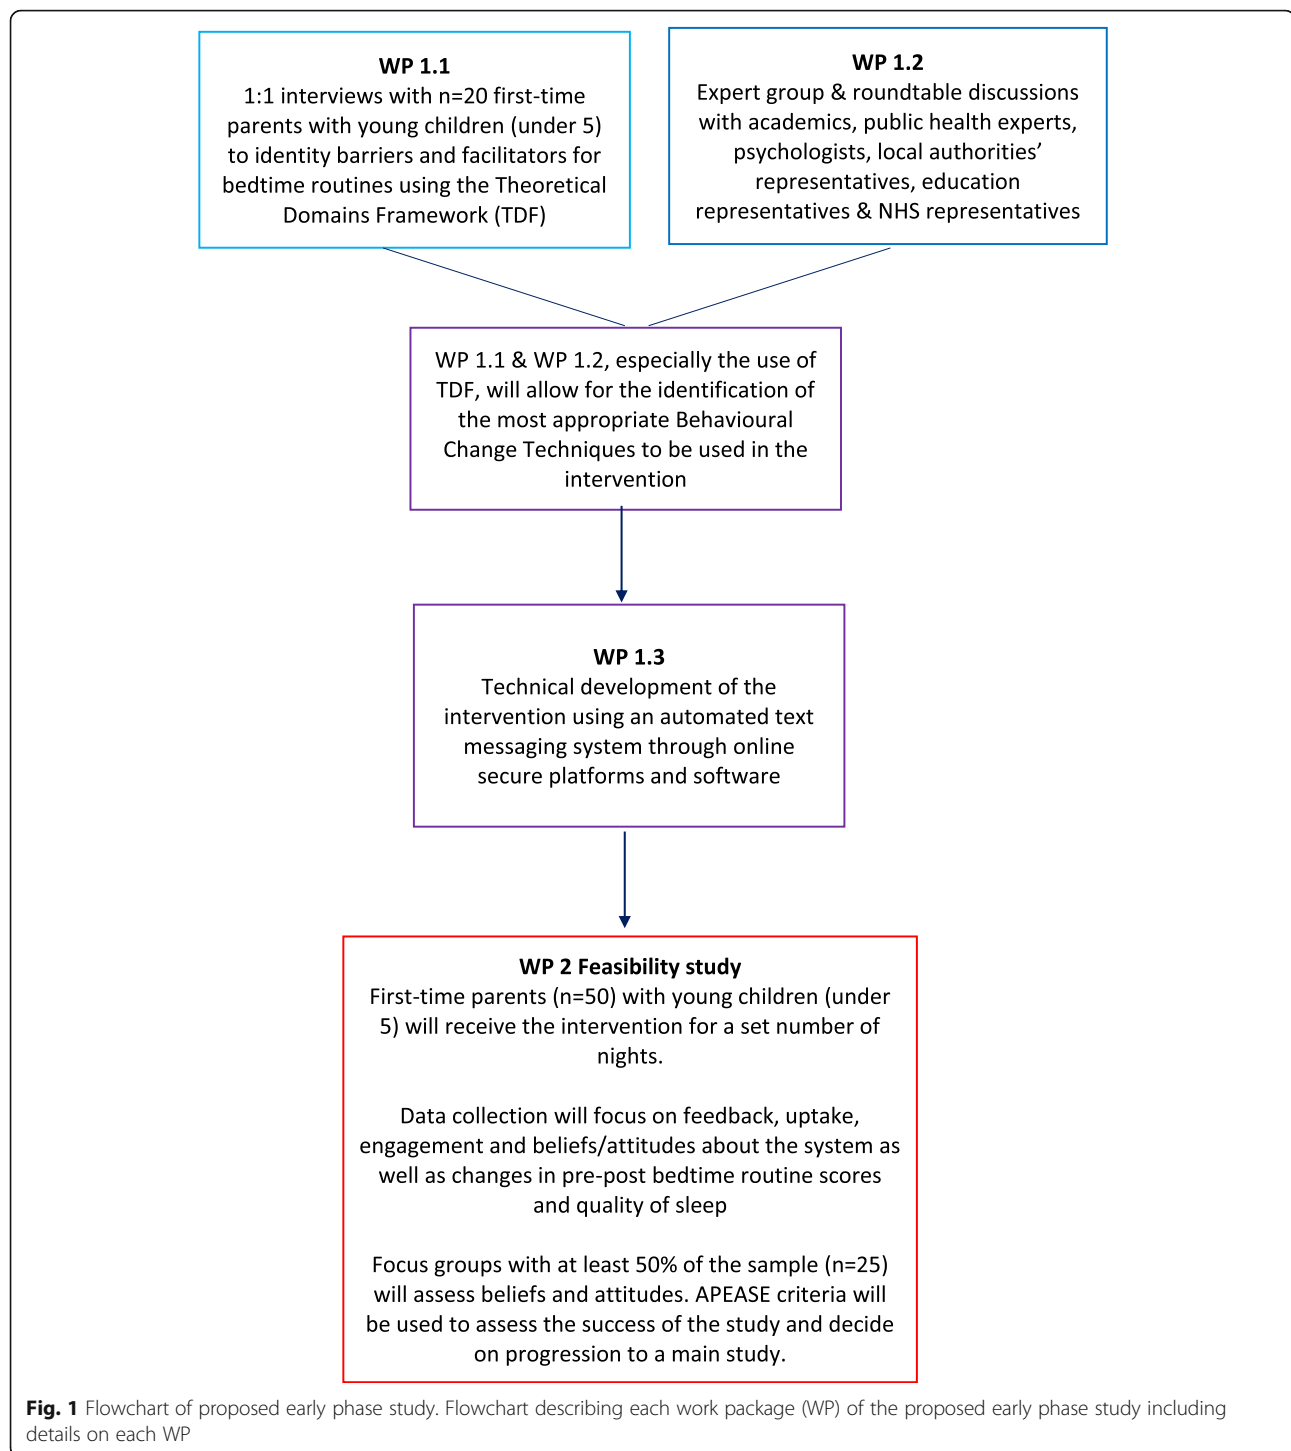 WP 1.1
1:1 interviews with n=20 first-time
parents with young children (under 5)
to identity barriers and facilitators for
bedtime routines using the Theoretical
Domains Framework (TDF)
WP 1.2
Expert group & roundtable discussions
with academics, public health experts,
psychologists, local authorities’
representatives, education
representatives & NHS representatives
WP 1.1 & WP 1.2, especially the use of
TDF, will allow for the identification of
the most appropriate Behavioural
Change Techniques to be used in the
intervention
WP 1.3
Technical development of the
intervention using an automated text
messaging system through online
secure platforms and software
WP 2 Feasibility study
First-time parents (n=50) with young children (under
5) will receive the intervention for a set number of
nights.
Data collection will focus on feedback, uptake,
engagement and beliefs/attitudes about the system as
well as changes in pre-post bedtime routine scores
and quality of sleep
Focus groups with at least 50% of the sample (n=25)
will assess beliefs and attitudes. APEASE criteria will
be used to assess the success of the study and decide
on progression to a main study.
Fig. 1 Flowchart of proposed early phase study. Flowchart describing each work package (WP) of the proposed early phase study including
details on each WP